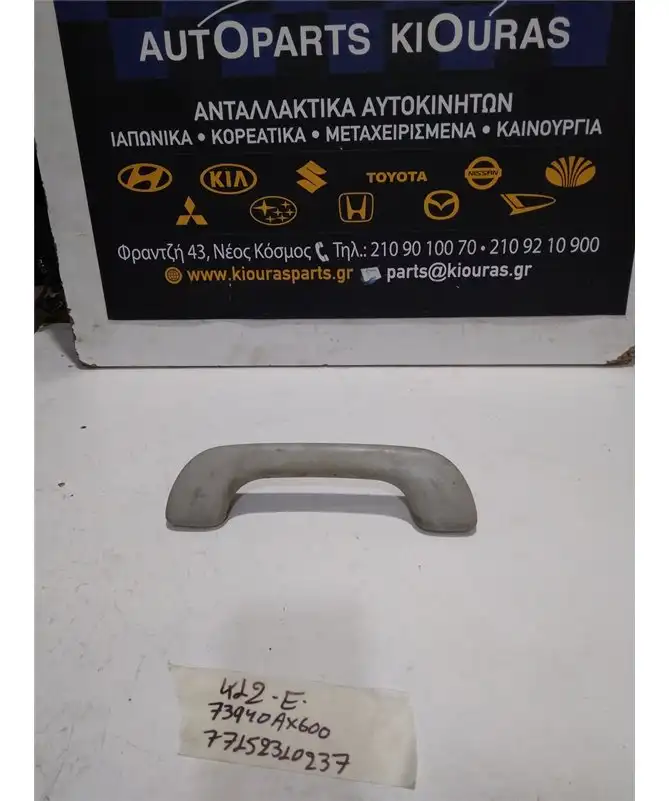 AUTOPARTS KIOURAS
ΑΝΤΑΛΛΑΚΤΙΚΑ ΑΥΤΟΚΙΝΗΤΩΝ
ΙΑΠΩΝΙΚΑ • ΚΟΡΕΑΤΙΚΑ • ΜΕΤΑΧΕΙΡΙΣΜΕΝΑ • ΚΑΙΝΟΥΡΓΙΑ
KIA TOYOTA NISSAN
Φραντζή 43, Νέος Κόσμος Τηλ.: 210 90 100 70 • 210 92 10 900
www.kiourasparts.gr parts@kiouras.gr
73940AX600
77152310237